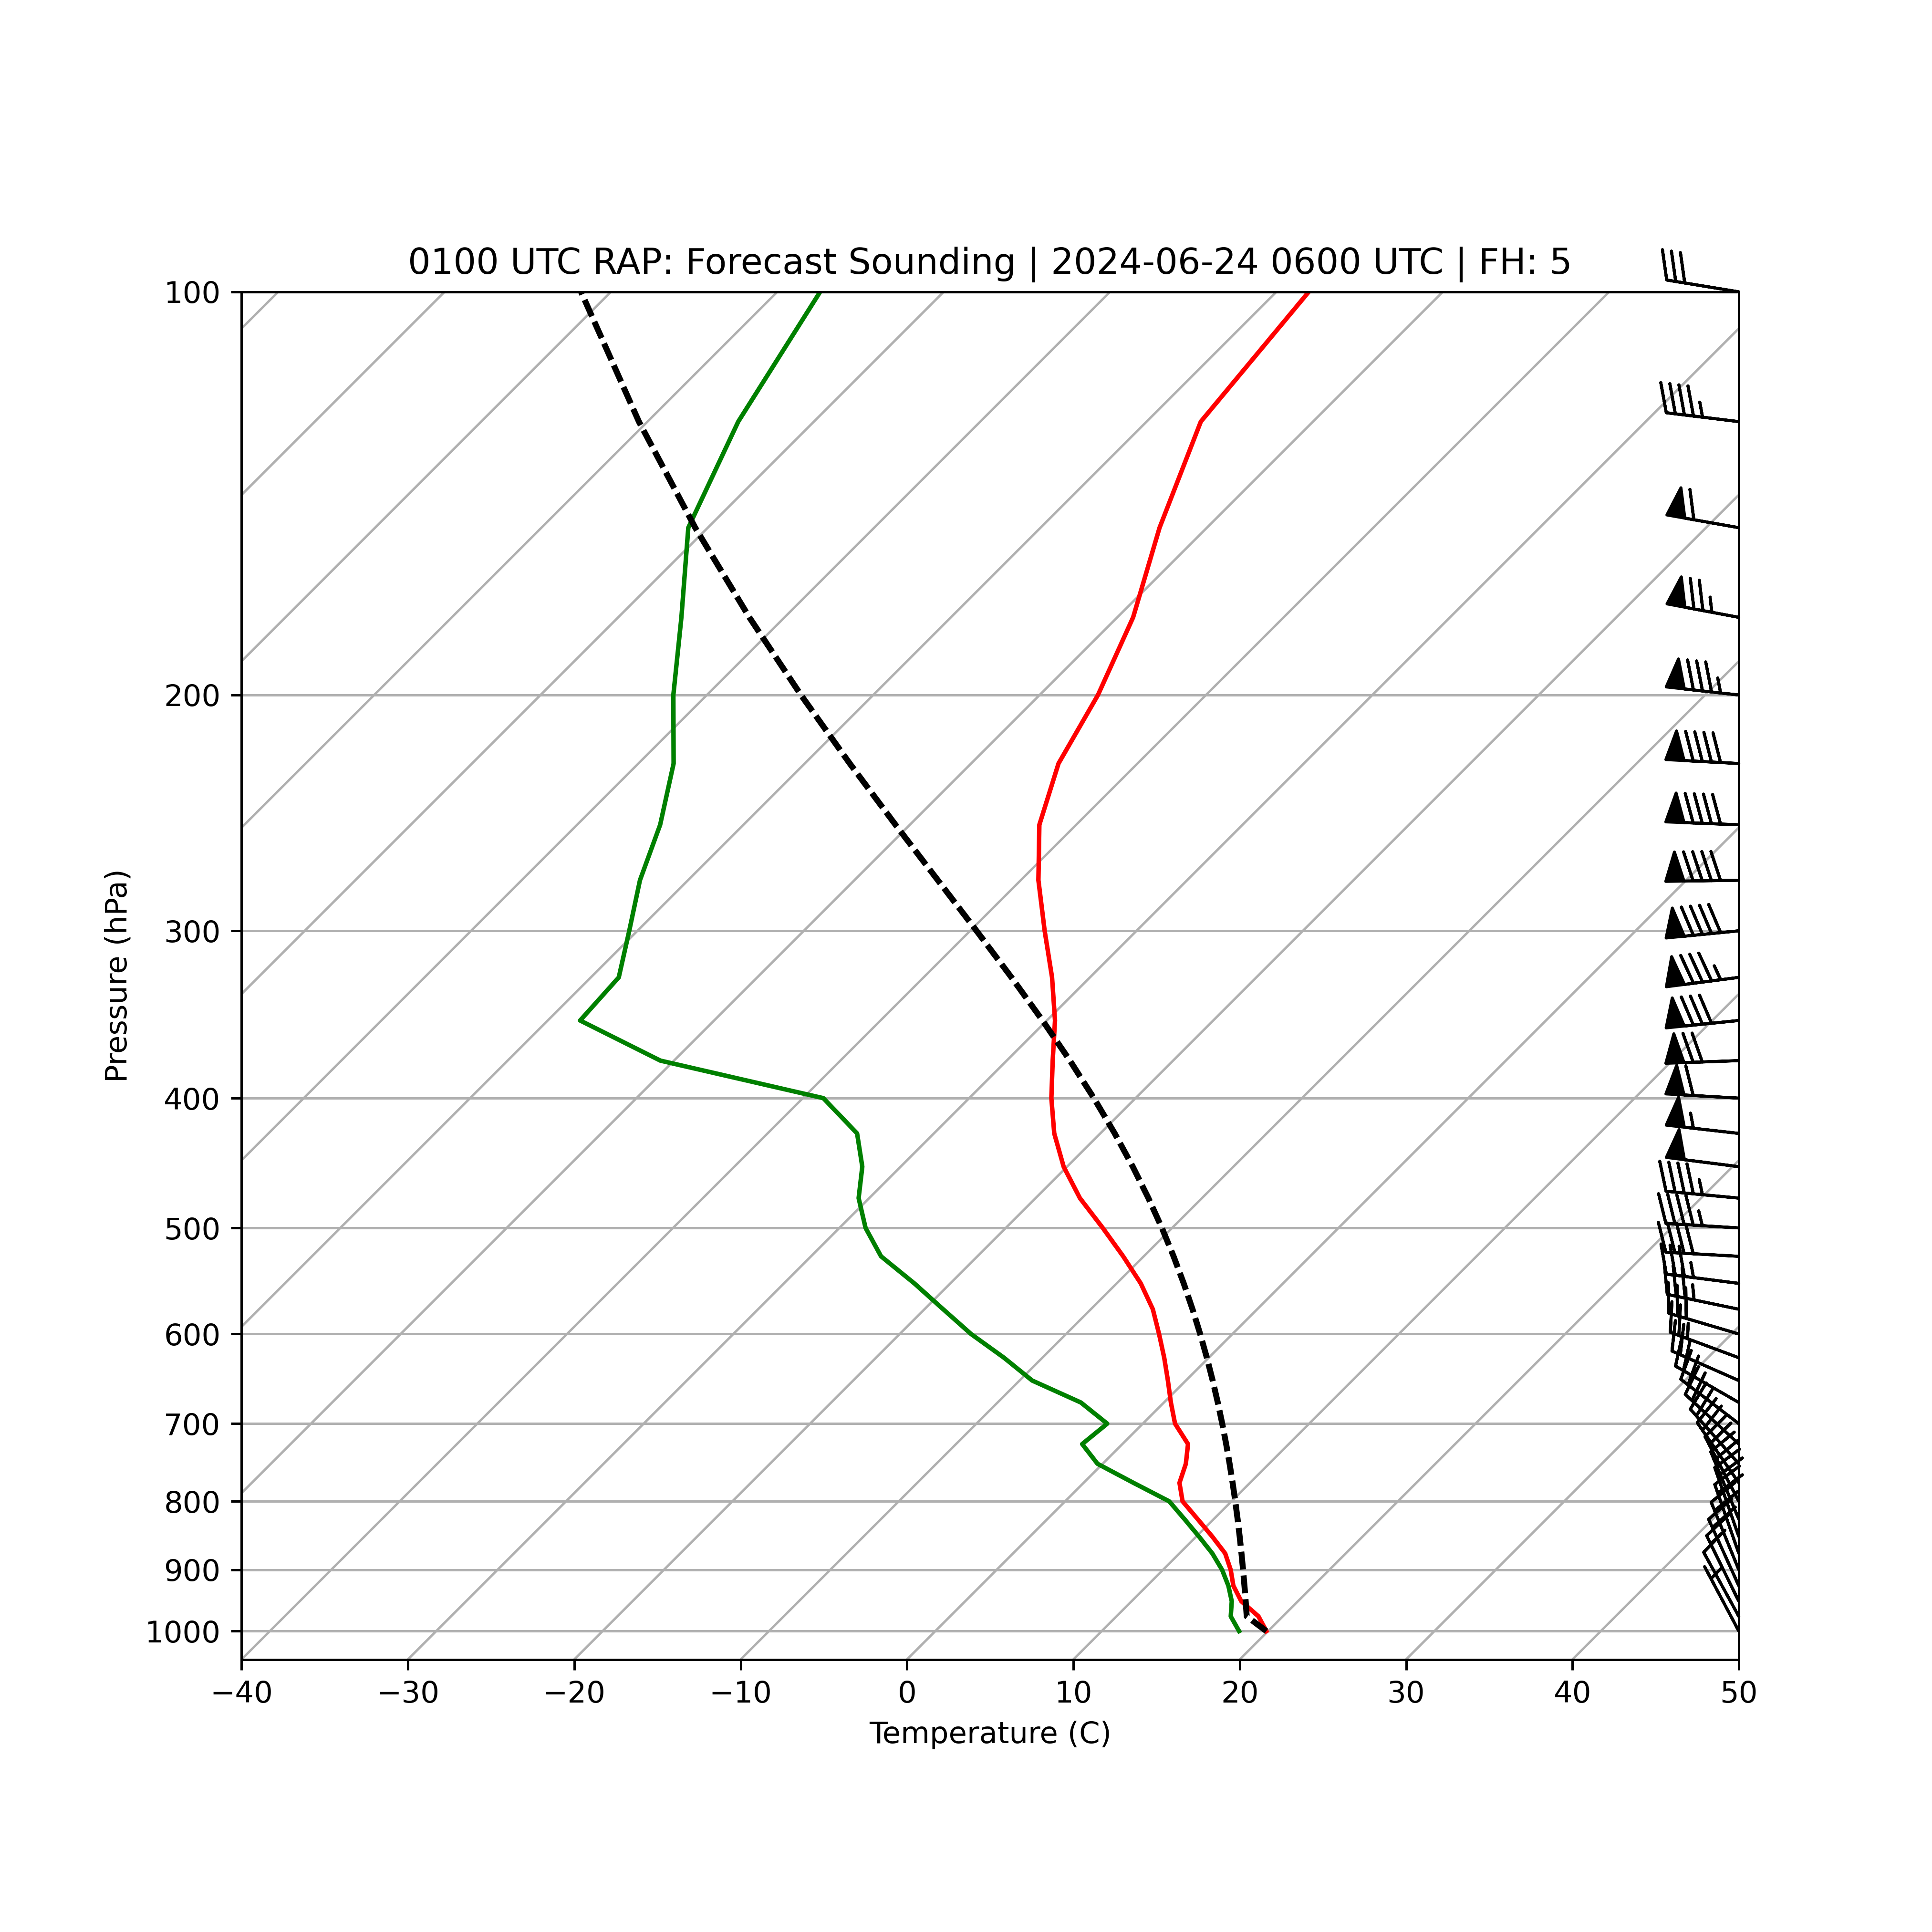 0100 UTC RAP: Forecast Sounding | 2024-06-24 0600 UTC | FH: 5
100
200
300
400
500
600
700
800
900
1000
Pressure (hPa)
−40 −30 −20 −10 0 10 20 30 40 50
Temperature (C)